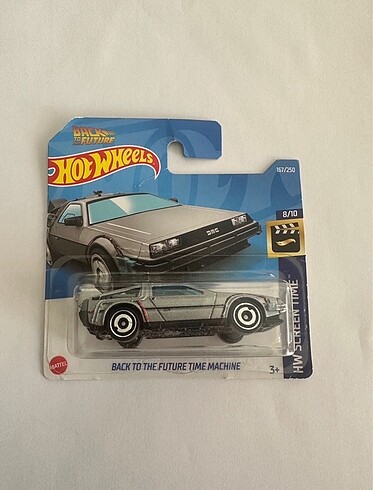 BACK
TO THE
FUTURE
HOT WHEELS
167/250
8/10
DMC
HW SCREEN TIME™
MATTEL
BACK TO THE FUTURE TIME MACHINE
3+